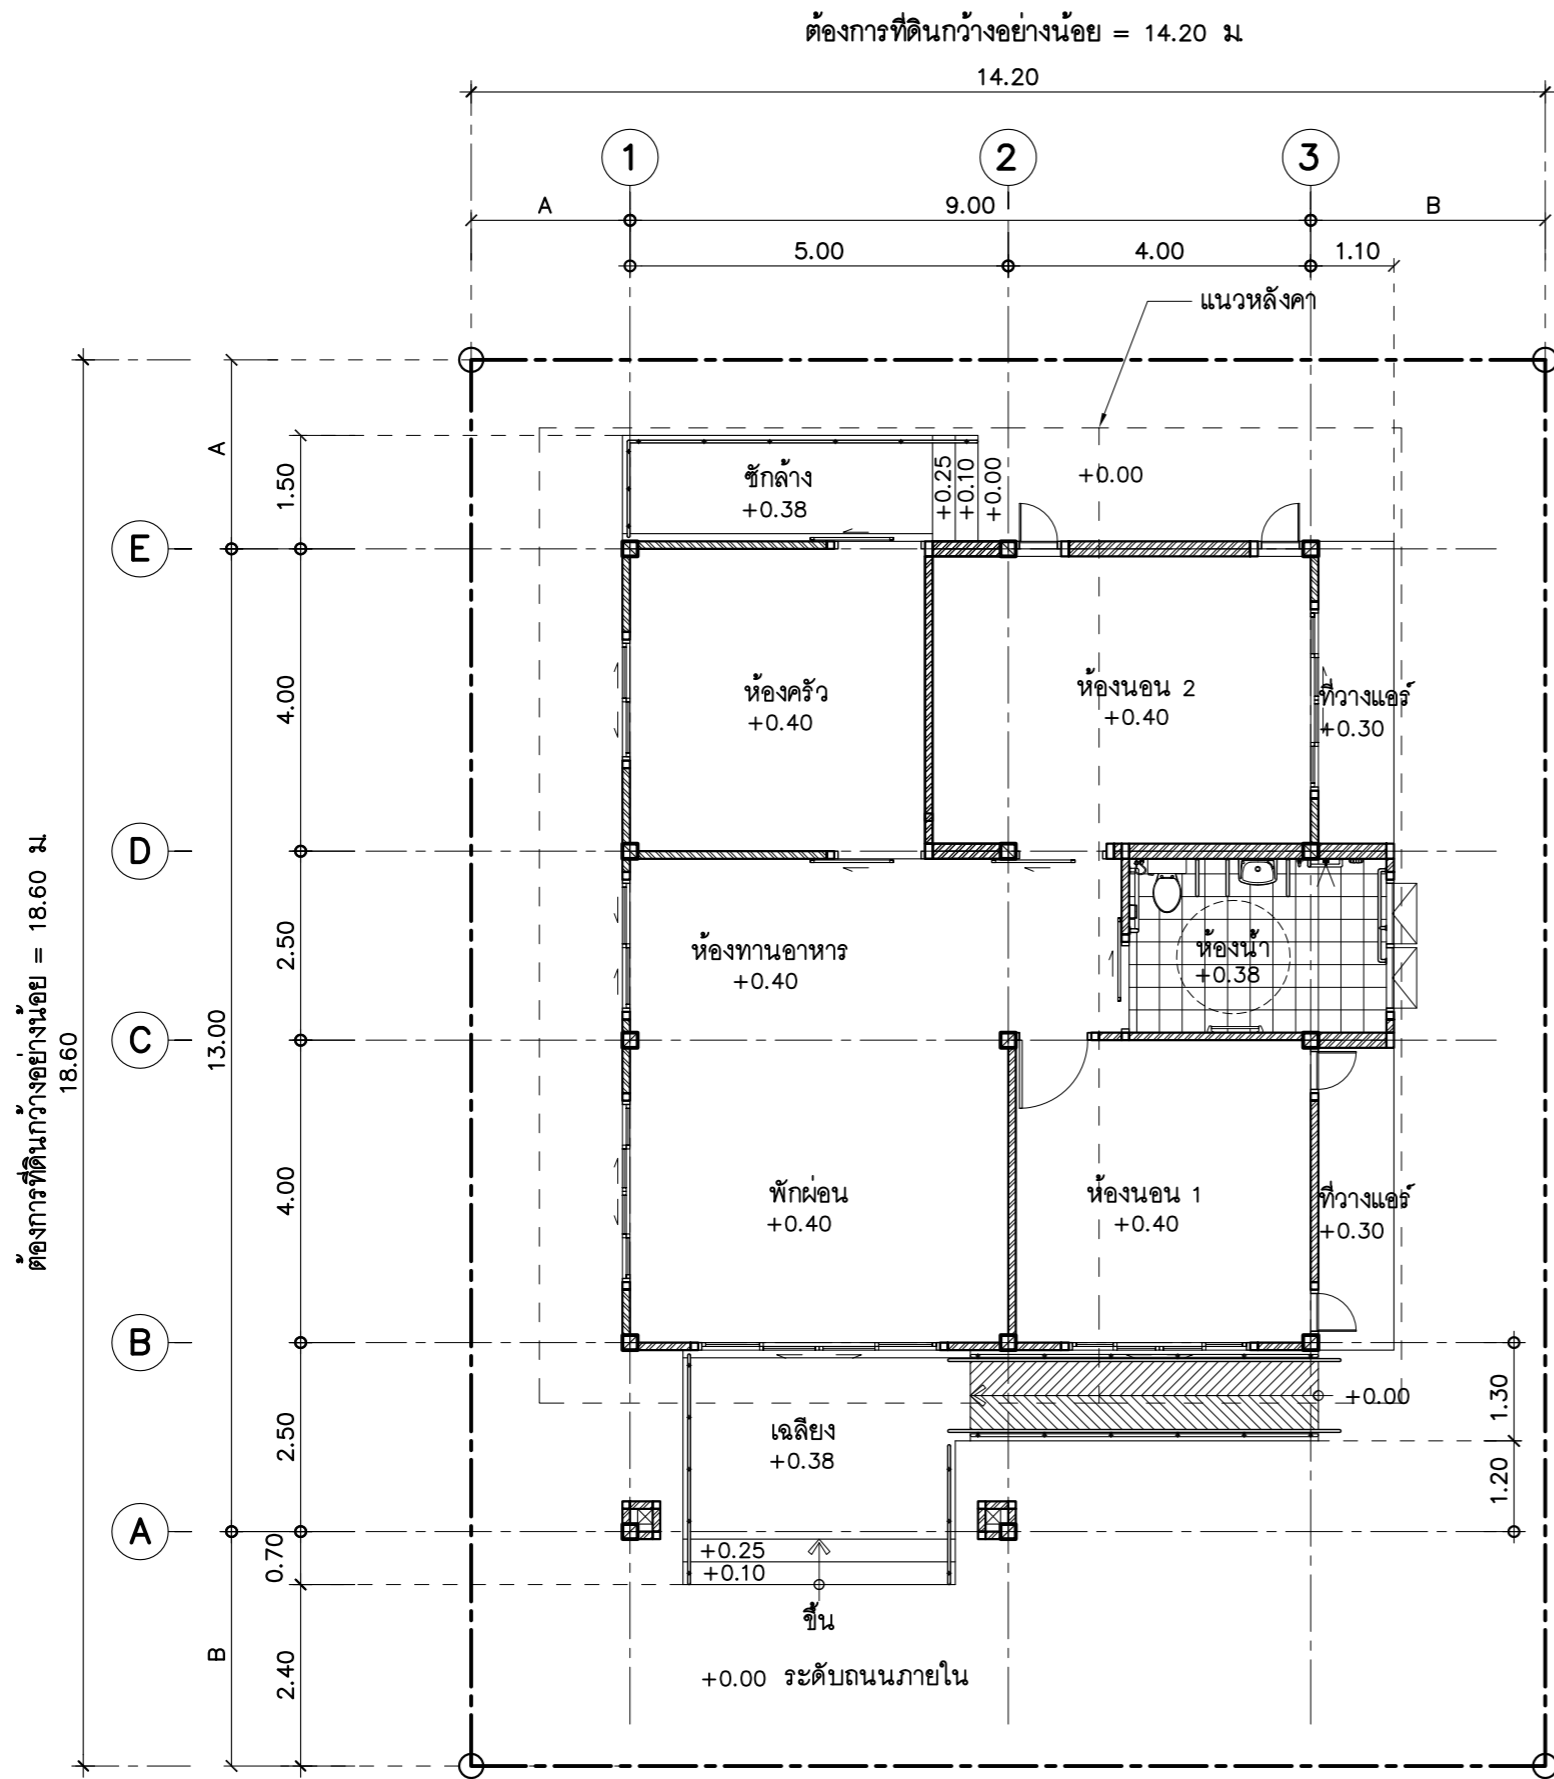 ต้องการที่ดินกว้างอย่างน้อย = 14.20 ม.
14.20
1 2 3
A 9.00 B
5.00 4.00 1.10
แนวหลังคา
A
1.50
ซักล้าง
+0.38
+0.25
+0.10
+0.00
+0.00
E
4.00
ห้องครัว
+0.40
ห้องนอน 2
+0.40
ที่วางแอร์
+0.30
D
2.50
ห้องทานอาหาร
+0.40
ห้องน้ำ
+0.38
C
ต้องการที่ดินกว้างอย่างน้อย = 18.60 ม.
18.60
13.00
4.00
พักผ่อน
+0.40
ห้องนอน 1
+0.40
ที่วางแอร์
+0.30
B
2.50
เฉลียง
+0.38
+0.00
1.30
1.20
A
0.70
+0.25
+0.10
ขึ้น
B
2.40
+0.00 ระดับถนนภายใน